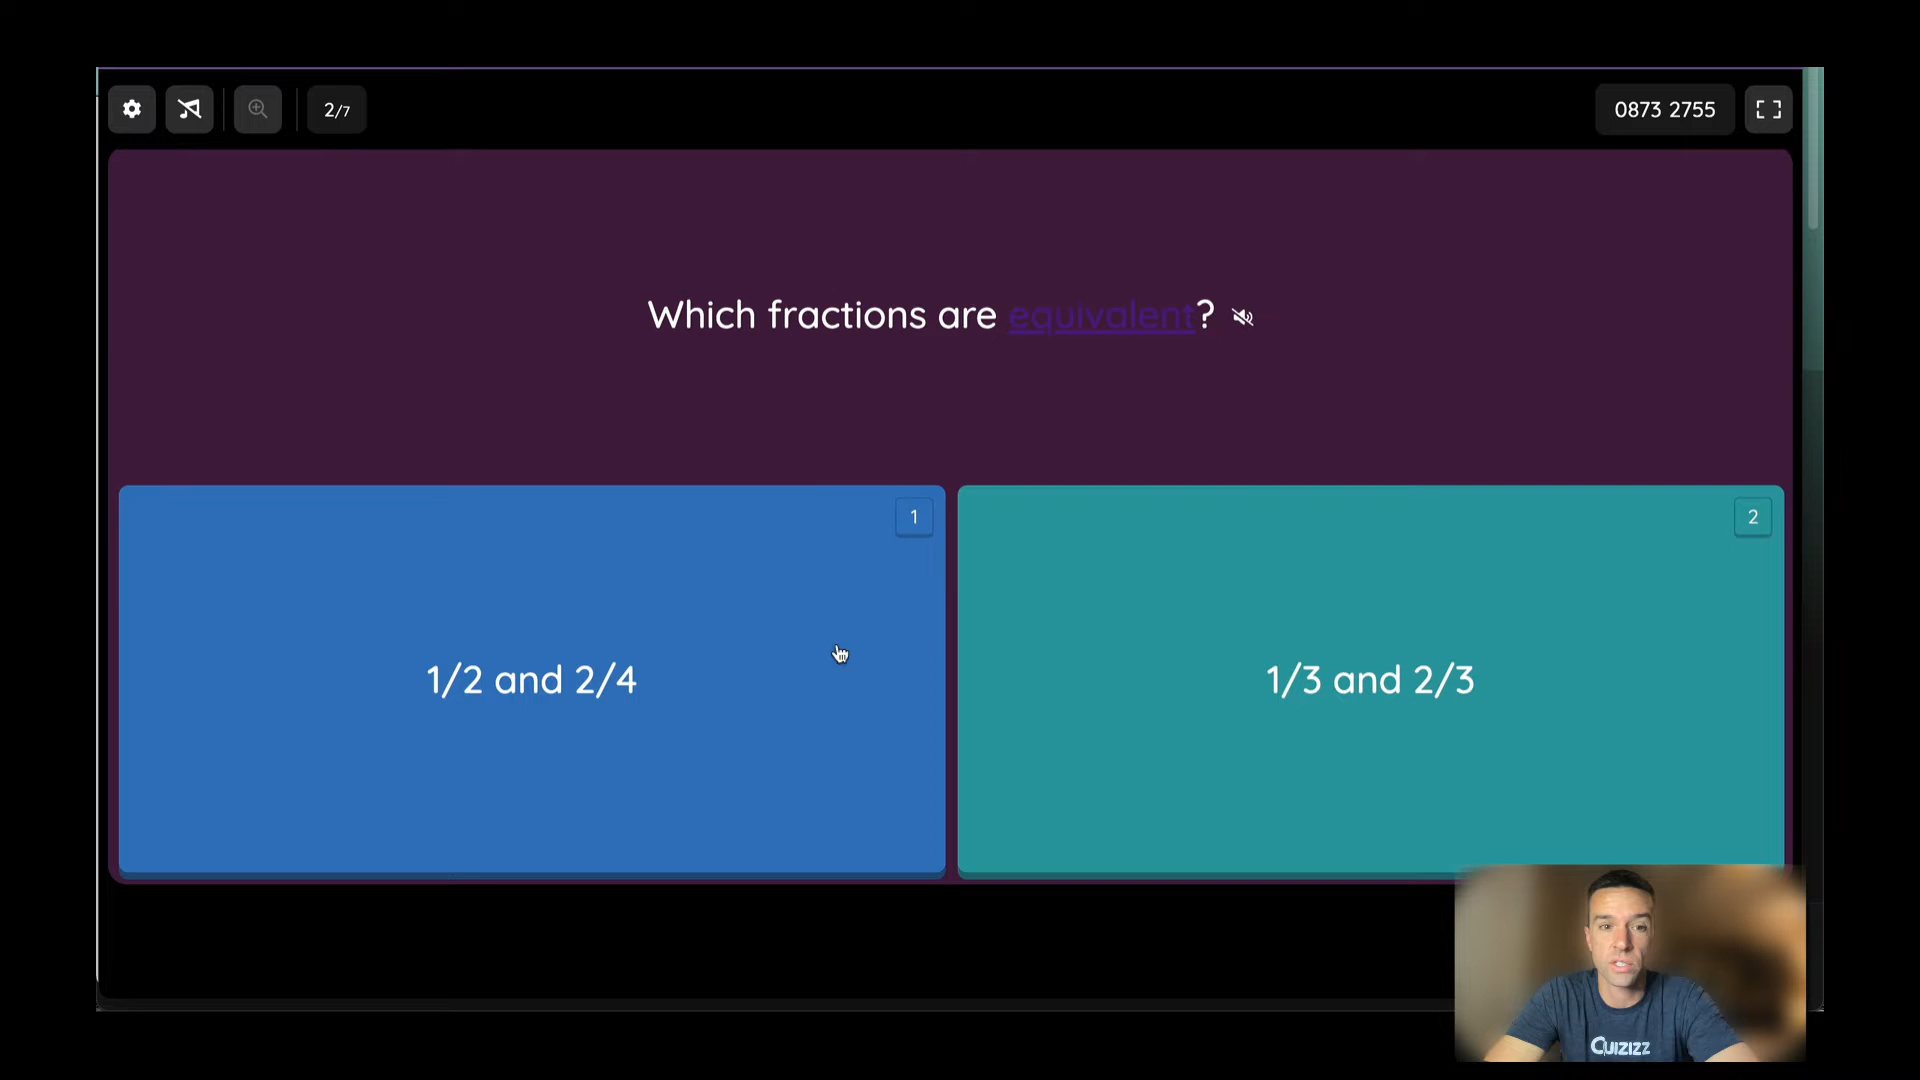 2/7
0873 2755
Which fractions are equivalent?
1
2
1/2 and 2/4
1/3 and 2/3
Quizizz